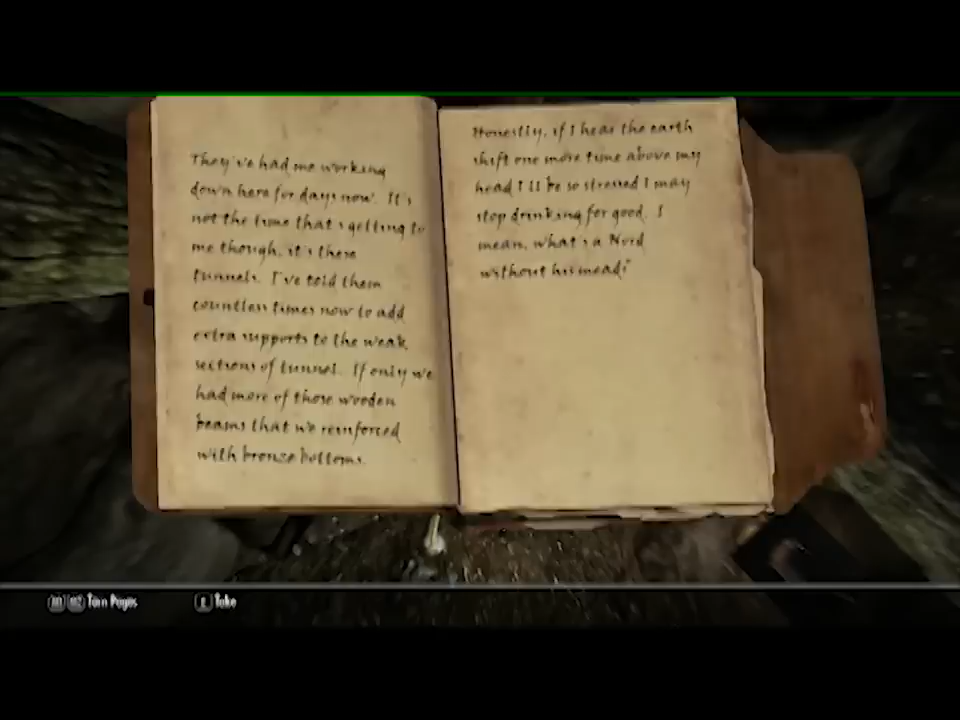 They've had me working
down here for days now. It's
not the time that's getting to
me though, it's these
tunnels. I've told them
countless times now to add
extra supports to the weak
sections of tunnel. If only we
had more of those wooden
beams that we reinforced
with bronze bottoms.
Honestly, if I hear the earth
shift one more time above my
head I'll be so stressed I may
stop drinking for good. I
mean, what's a Nord
without his mead?
Turn Pages
E Take